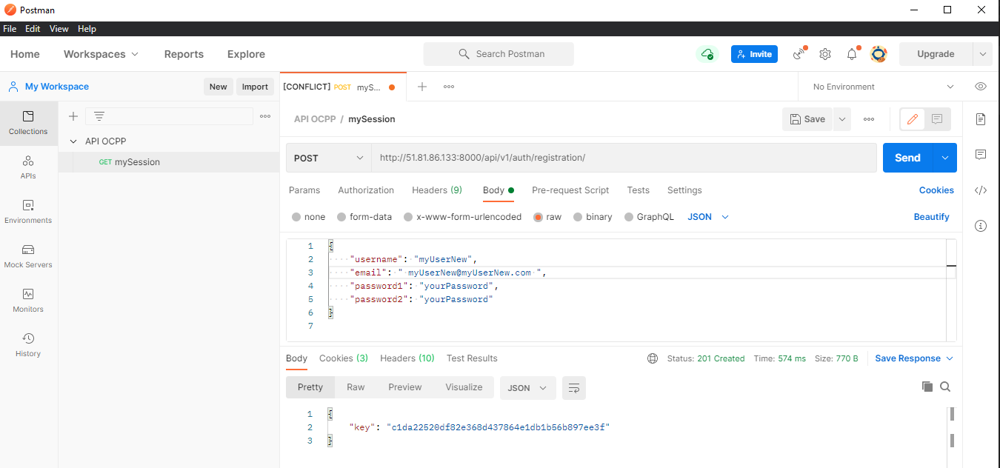 Postman
File Edit View Help
Home Workspaces Reports Explore Search Postman Invite Upgrade
My Workspace New Import [CONFLICT] POST myS... No Environment
Collections
APIs
Environments
Mock Servers
Monitors
History
API OCPP
GET mySession
API OCPP / mySession Save
POST http://51.81.86.133:8000/api/v1/auth/registration/ Send
Params Authorization Headers (9) Body Pre-request Script Tests Settings Cookies
none form-data x-www-form-urlencoded raw binary GraphQL JSON Beautify
1 {
2 "username": "myUserNew",
3 "email": " myUserNew@myUserNew.com ",
4 "password1": "yourPassword",
5 "password2": "yourPassword"
6 }
7
Body Cookies (3) Headers (10) Test Results Status: 201 Created Time: 574 ms Size: 770 B Save Response
Pretty Raw Preview Visualize JSON
1 {
2 "key": "c1da22520df82e368d437864e1db1b56b897ee3f"
3 }